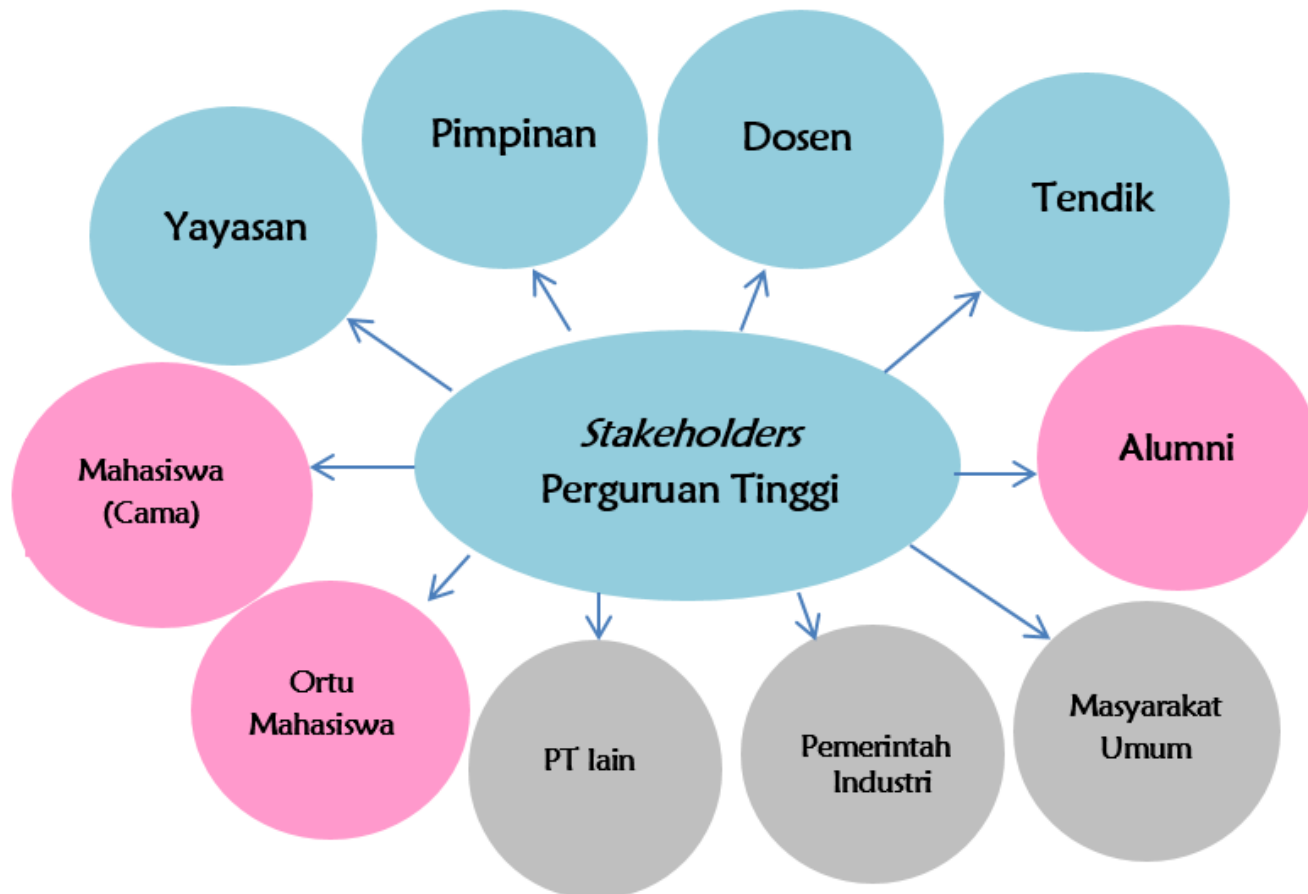 Pimpinan
Dosen
Yayasan
Tendik
Stakeholders
Perguruan Tinggi
Mahasiswa
(Cama)
Alumni
Ortu
Mahasiswa
PT lain
Pemerintah
Industri
Masyarakat
Umum